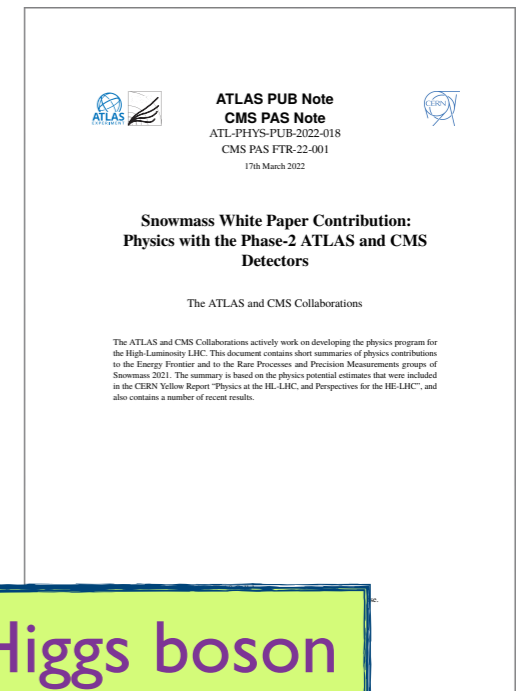 ATLAS
EXPERIMENT
CERN
ATLAS PUB Note
CMS PAS Note
ATL-PHYS-PUB-2022-018
CMS PAS FTR-22-001
17th March 2022
Snowmass White Paper Contribution:
Physics with the Phase-2 ATLAS and CMS
Detectors
The ATLAS and CMS Collaborations
The ATLAS and CMS Collaborations actively work on developing the physics program for
the High-Luminosity LHC. This document contains short summaries of physics contributions
to the Energy Frontier and to the Rare Processes and Precision Measurements groups of
Snowmass 2021. The summary is based on the physics potential estimates that were included
in the CERN Yellow Report “Physics at the HL-LHC, and Perspectives for the HE-LHC”, and
also contains a number of recent results.
Higgs boson